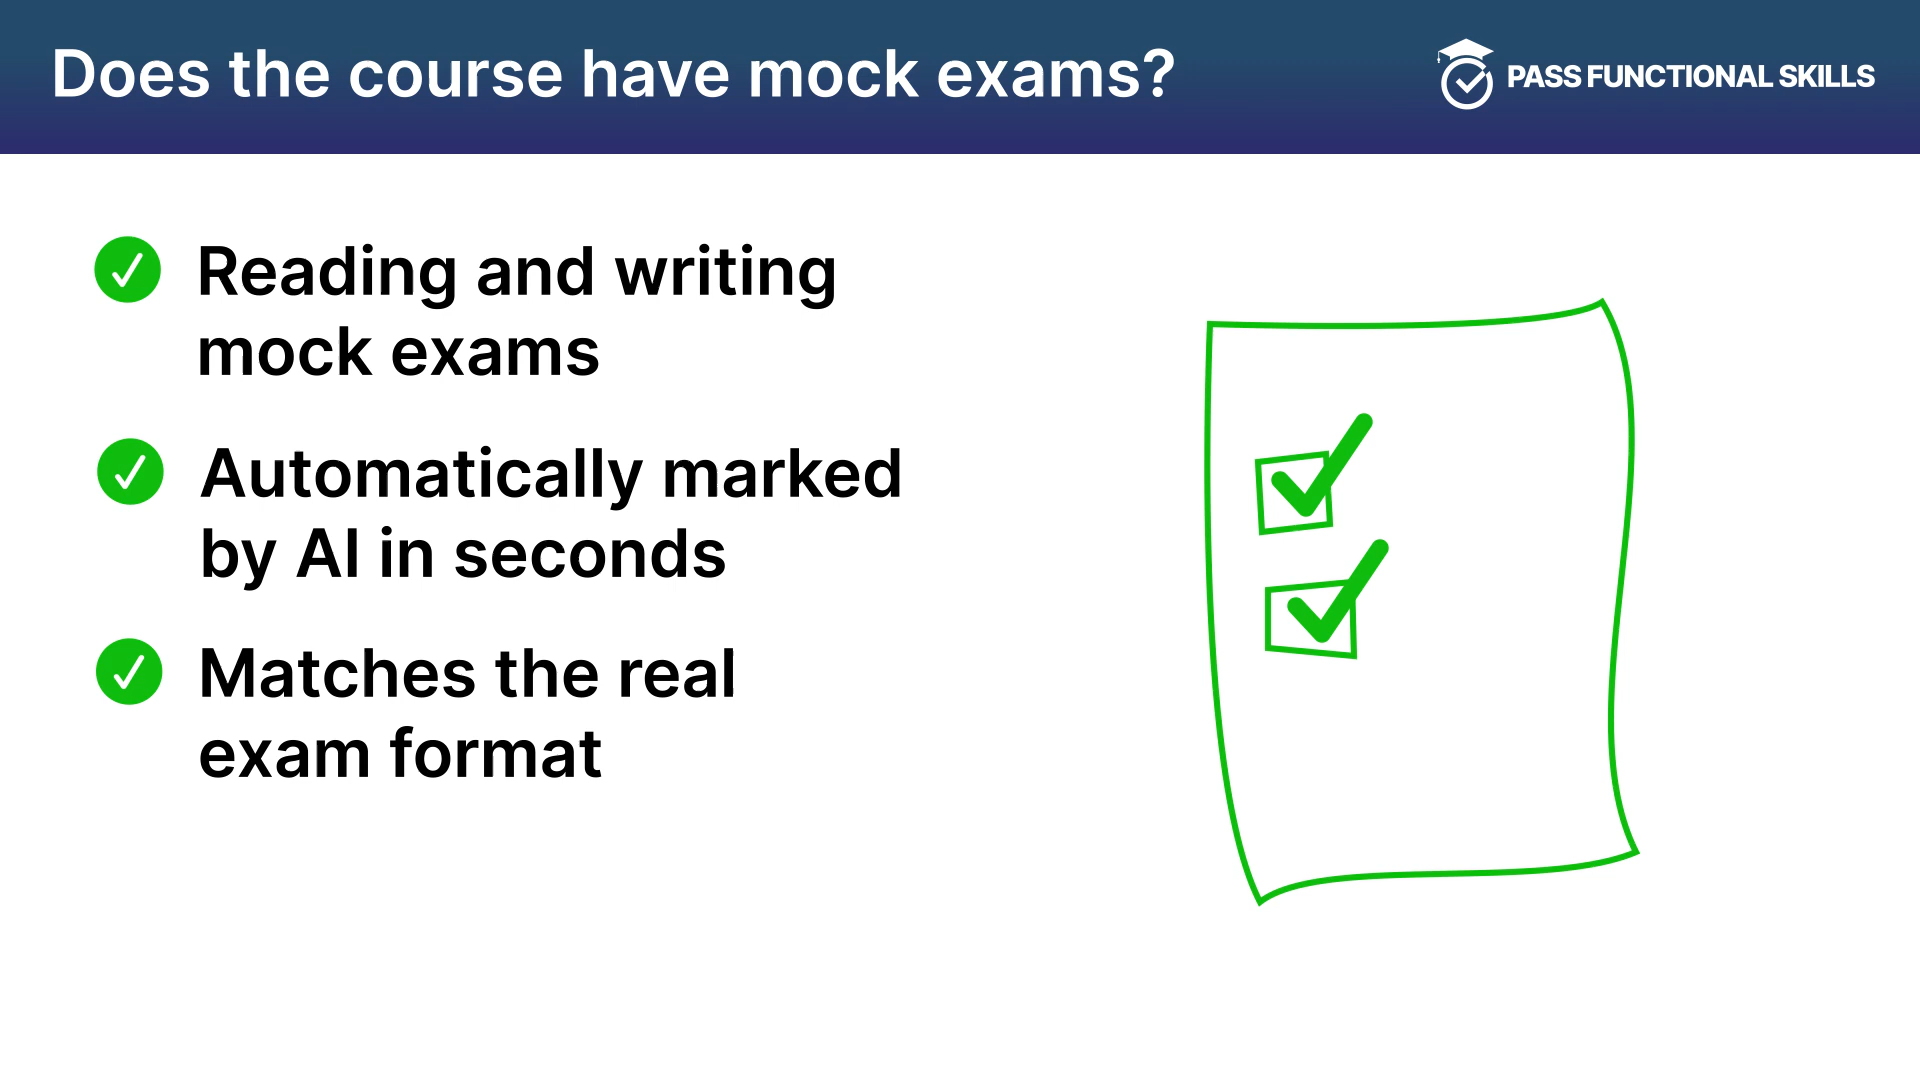 Does the course have mock exams?
PASS FUNCTIONAL SKILLS
Reading and writing
mock exams
Automatically marked
by AI in seconds
Matches the real
exam format